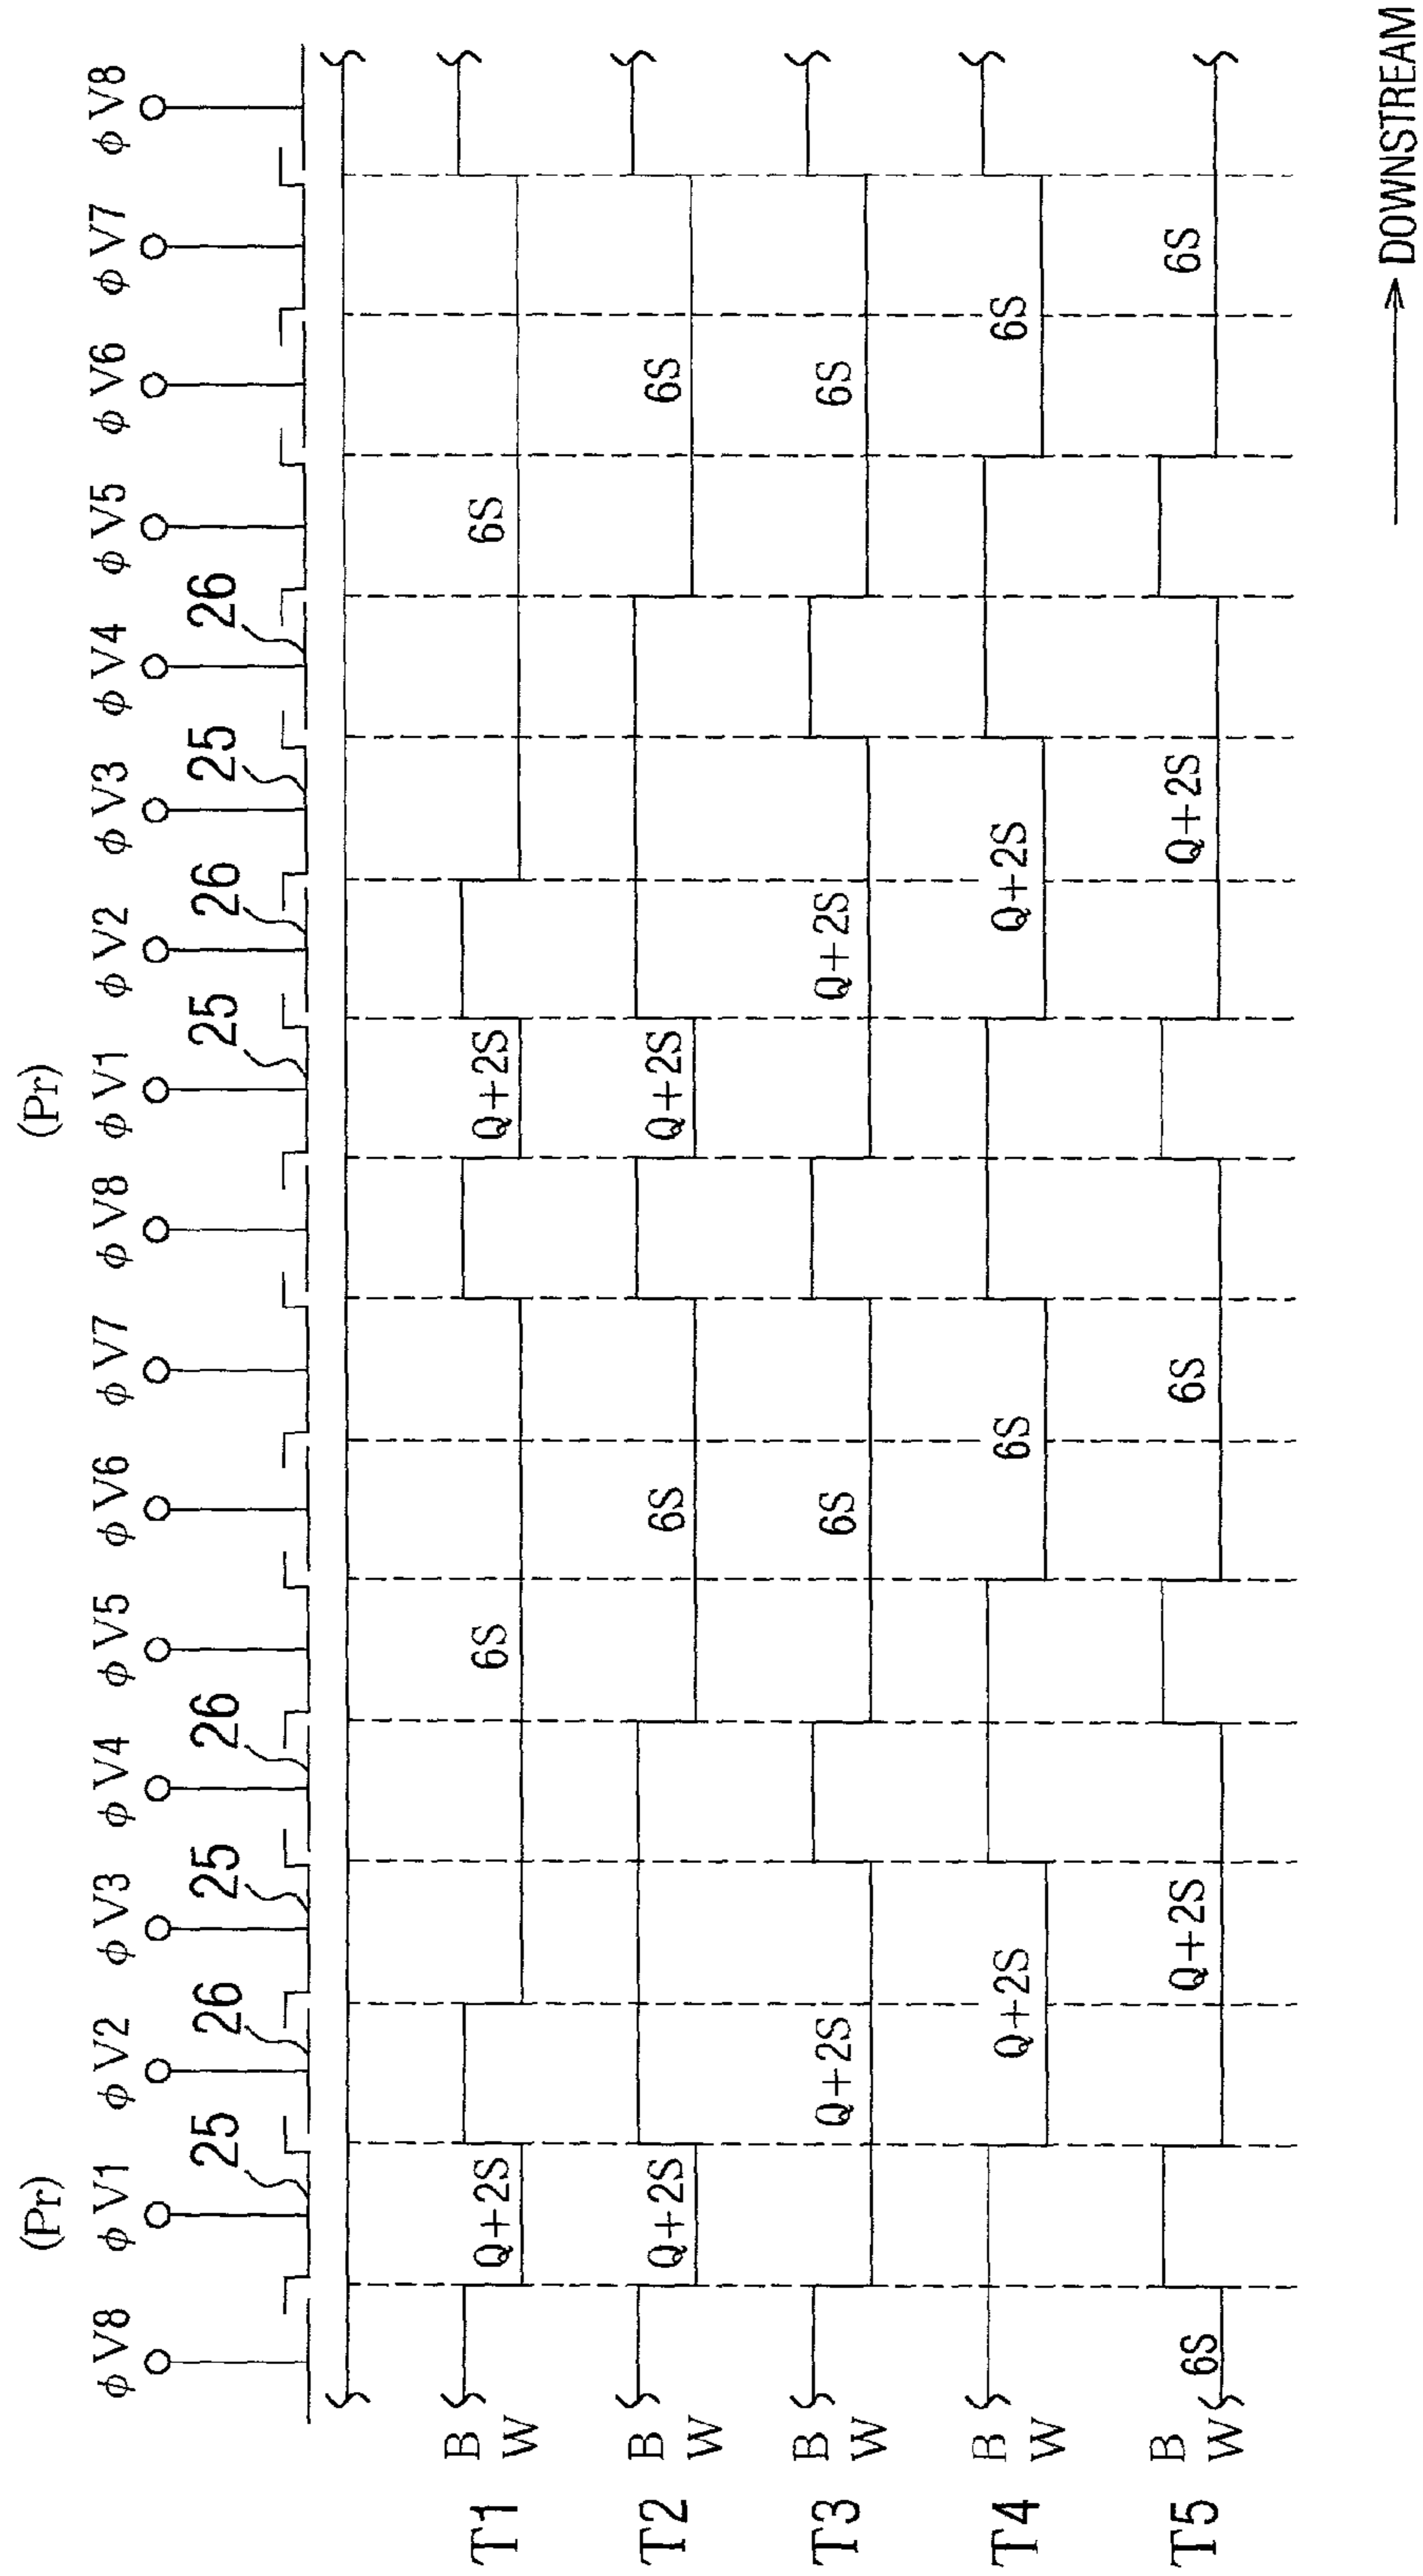 (Pr) (Pr)
φV8 φV1 φV2 φV3 φV4 φV5 φV6 φV7 φV8 φV1 φV2 φV3 φV4 φV5 φV6 φV7 φV8
25 26 25 26 25 26 25 26
T1 B W Q+2S 6S Q+2S 6S
T2 B W Q+2S 6S Q+2S 6S
T3 B W Q+2S 6S Q+2S 6S
T4 B W Q+2S 6S Q+2S 6S
T5 B W 6S Q+2S 6S Q+2S 6S
DOWNSTREAM